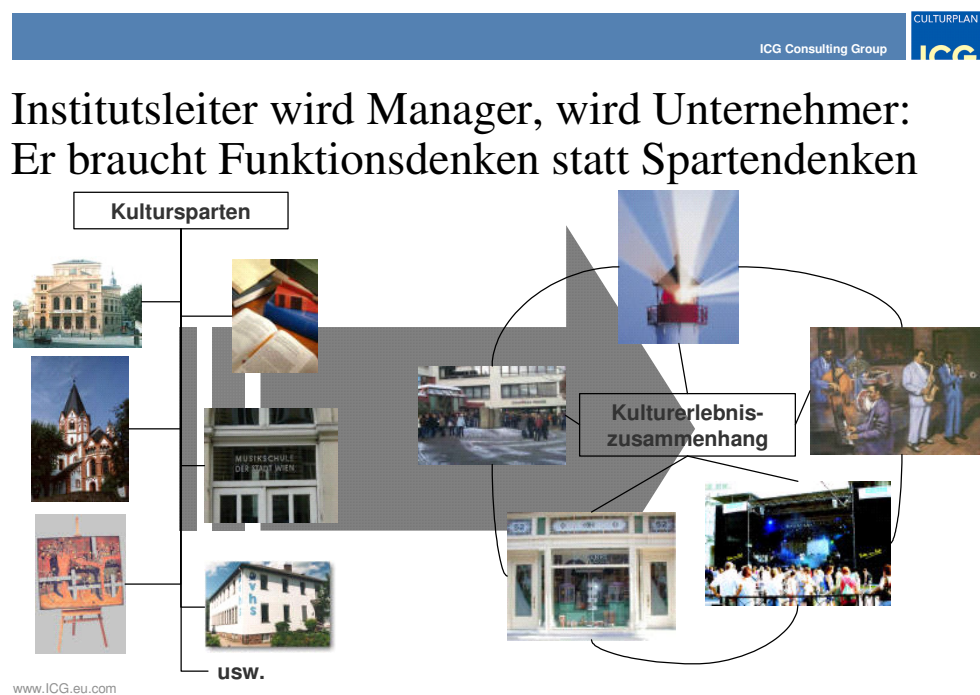 CULTURPLAN
ICG Consulting Group
ICG
Institutsleiter wird Manager, wird Unternehmer:
Er braucht Funktionsdenken statt Spartendenken
Kultursparten
MUSIKSCHULE
DER STADT WIEN
vhs
usw.
Kulturerlebnis-
zusammenhang
52
52
www.ICG.eu.com